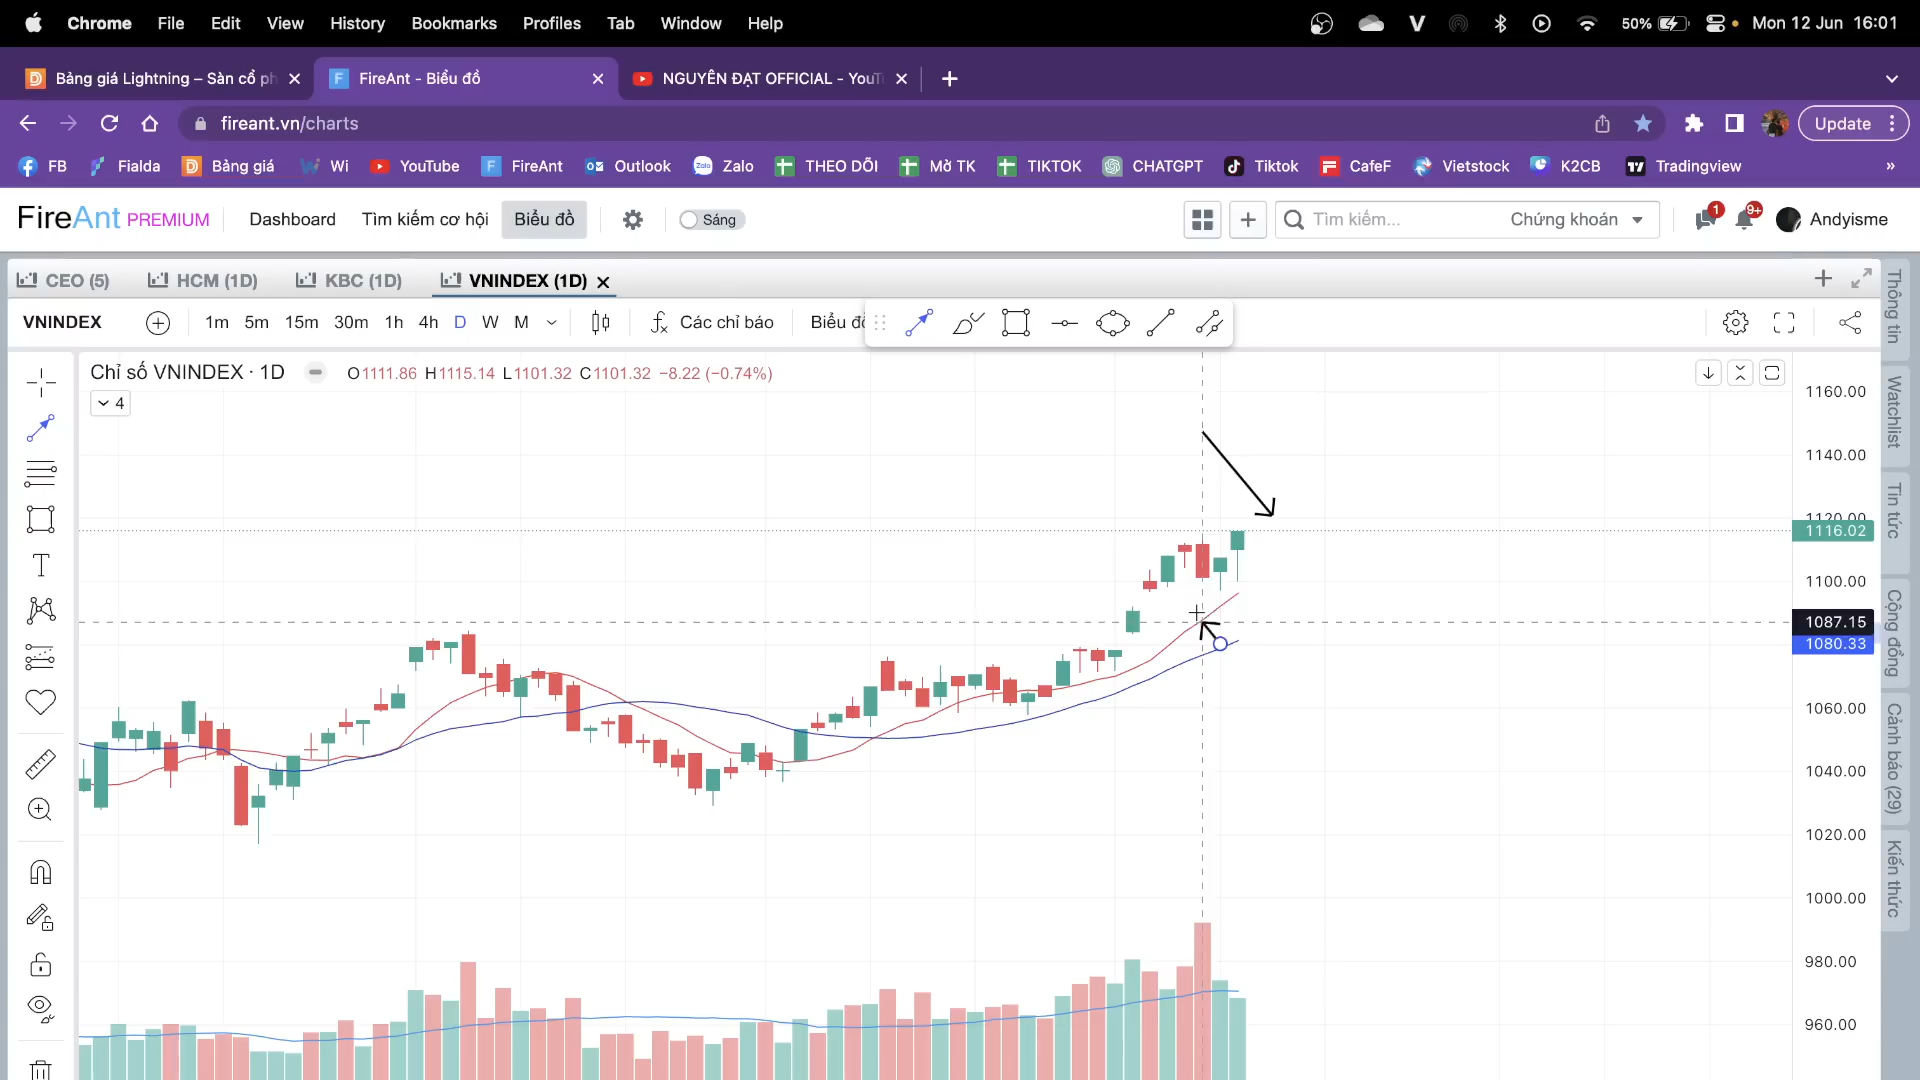 Chrome File Edit View History Bookmarks Profiles Tab Window Help 50% Mon 12 Jun 16:01
Bảng giá Lightning – Sàn cổ ph FireAnt - Biểu đồ NGUYỄN ĐẠT OFFICIAL - YouT
fireant.vn/charts Update
FB Fialda Bảng giá Wi YouTube FireAnt Outlook Zalo THEO DÕI Mở TK TIKTOK CHATGPT Tiktok CafeF Vietstock K2CB Tradingview »
FireAnt PREMIUM Dashboard Tìm kiếm cơ hội Biểu đồ Sáng Tìm kiếm... Chứng khoán 1 9+ Andyisme
CEO (5) HCM (1D) KBC (1D) VNINDEX (1D)
VNINDEX 1m 5m 15m 30m 1h 4h D W M Các chỉ báo Biểu đồ
Chỉ số VNINDEX · 1D O1111.86 H1115.14 L1101.32 C1101.32 −8.22 (−0.74%)
4
1160.00
1140.00
1120.00
1116.02
1100.00
1087.15
1080.33
1060.00
1040.00
1020.00
1000.00
980.00
960.00
Thông tin
Watchlist
Tin tức
Cộng đồng
Cảnh báo (29)
Kiến thức